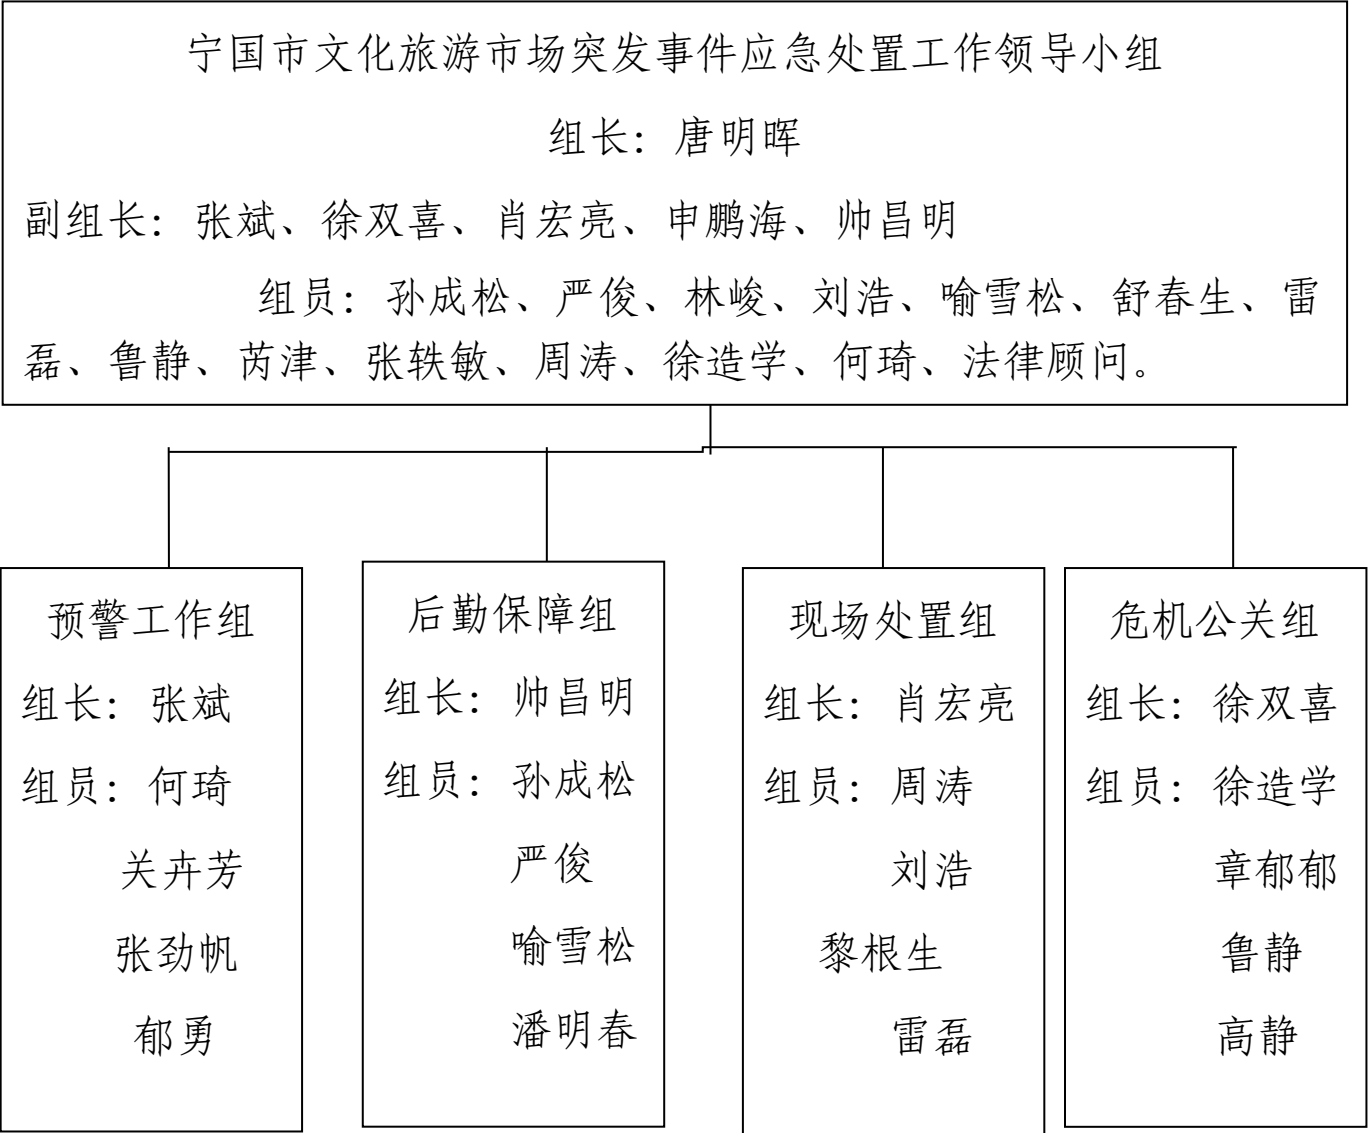 宁国市文化旅游市场突发事件应急处置工作领导小组
组长：唐明晖
副组长：张斌、徐双喜、肖宏亮、申鹏海、帅昌明
组员：孙成松、严俊、林峻、刘浩、喻雪松、舒春生、雷
磊、鲁静、芮津、张轶敏、周涛、徐造学、何琦、法律顾问。
预警工作组
组长：张斌
组员：何琦
关卉芳
张劲帆
郁勇
后勤保障组
组长：帅昌明
组员：孙成松
严俊
喻雪松
潘明春
现场处置组
组长：肖宏亮
组员：周涛
刘浩
黎根生
雷磊
危机公关组
组长：徐双喜
组员：徐造学
章郁郁
鲁静
高静